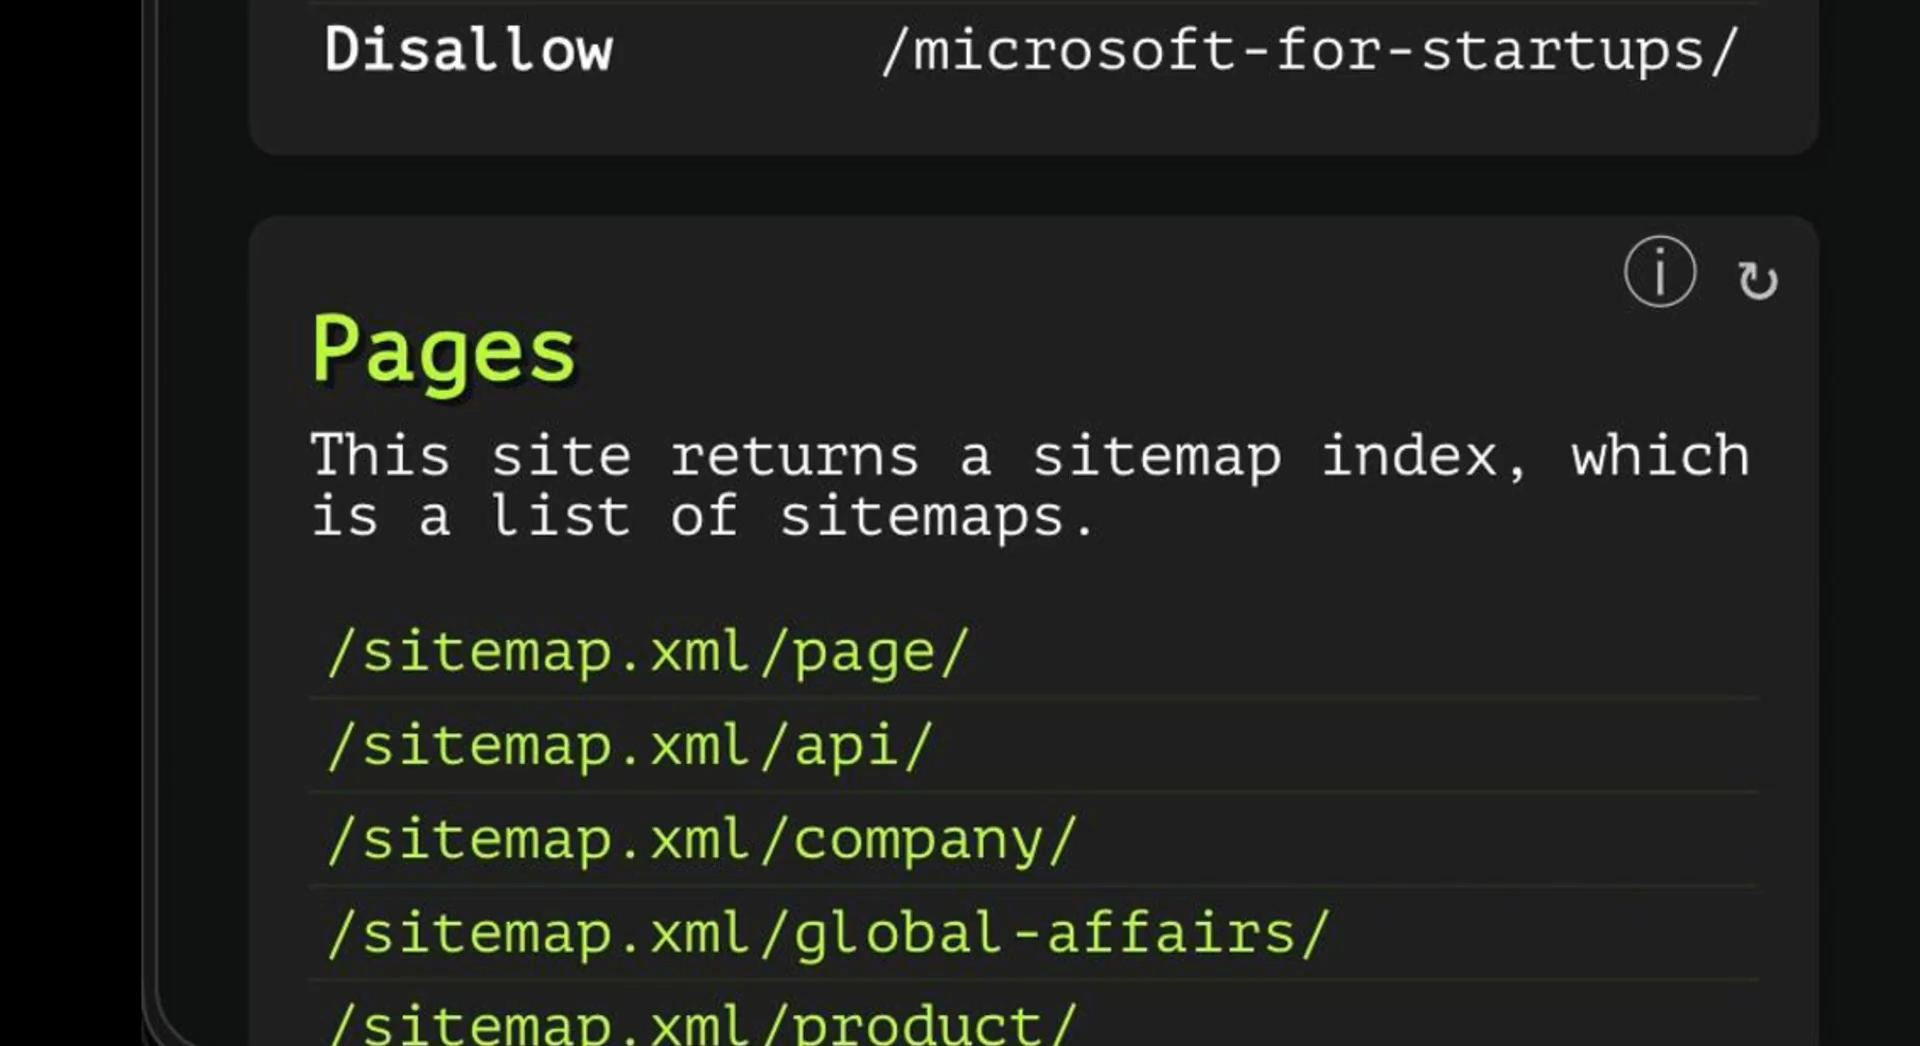 Disallow /microsoft-for-startups/
ⓘ ↻
Pages
This site returns a sitemap index, which
is a list of sitemaps.
/sitemap.xml/page/
/sitemap.xml/api/
/sitemap.xml/company/
/sitemap.xml/global-affairs/
/sitemap.xml/product/